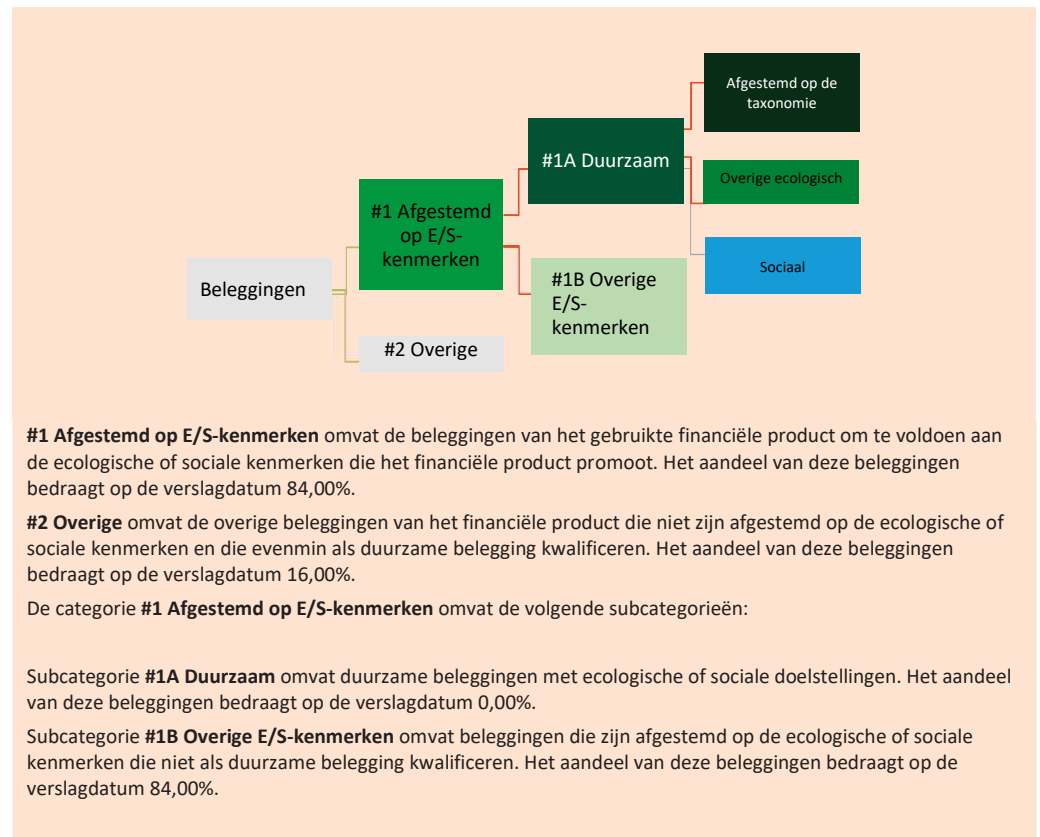 Afgestemd op de
taxonomie
#1A Duurzaam
Overige ecologisch
#1 Afgestemd
op E/S-
kenmerken
Sociaal
#1B Overige
E/S-
kenmerken
Beleggingen
#2 Overige
#1 Afgestemd op E/S-kenmerken omvat de beleggingen van het gebruikte financiële product om te voldoen aan
de ecologische of sociale kenmerken die het financiële product promoot. Het aandeel van deze beleggingen
bedraagt op de verslagdatum 84,00%.
#2 Overige omvat de overige beleggingen van het financiële product die niet zijn afgestemd op de ecologische of
sociale kenmerken en die evenmin als duurzame belegging kwalificeren. Het aandeel van deze beleggingen
bedraagt op de verslagdatum 16,00%.
De categorie #1 Afgestemd op E/S-kenmerken omvat de volgende subcategorieën:
Subcategorie #1A Duurzaam omvat duurzame beleggingen met ecologische of sociale doelstellingen. Het aandeel
van deze beleggingen bedraagt op de verslagdatum 0,00%.
Subcategorie #1B Overige E/S-kenmerken omvat beleggingen die zijn afgestemd op de ecologische of sociale
kenmerken die niet als duurzame belegging kwalificeren. Het aandeel van deze beleggingen bedraagt op de
verslagdatum 84,00%.